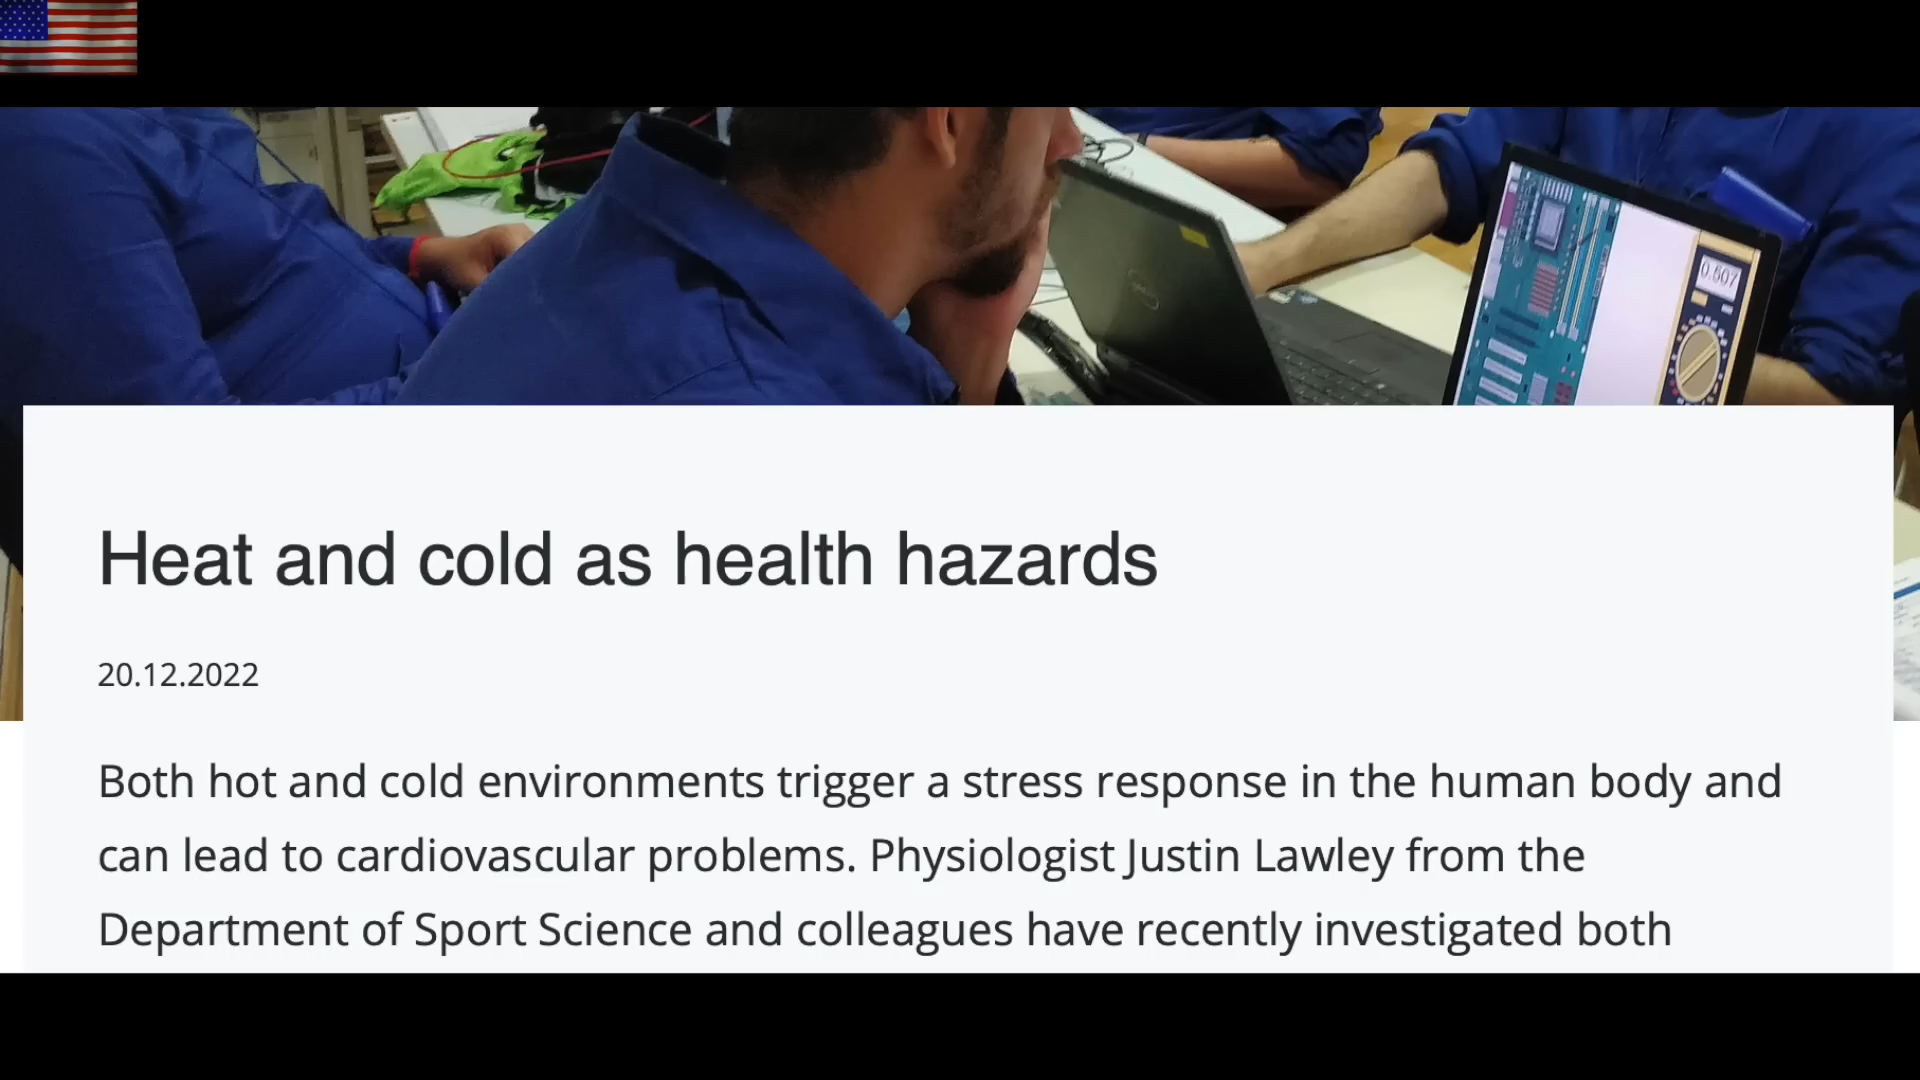 0.507
Heat and cold as health hazards
20.12.2022
Both hot and cold environments trigger a stress response in the human body and
can lead to cardiovascular problems. Physiologist Justin Lawley from the
Department of Sport Science and colleagues have recently investigated both